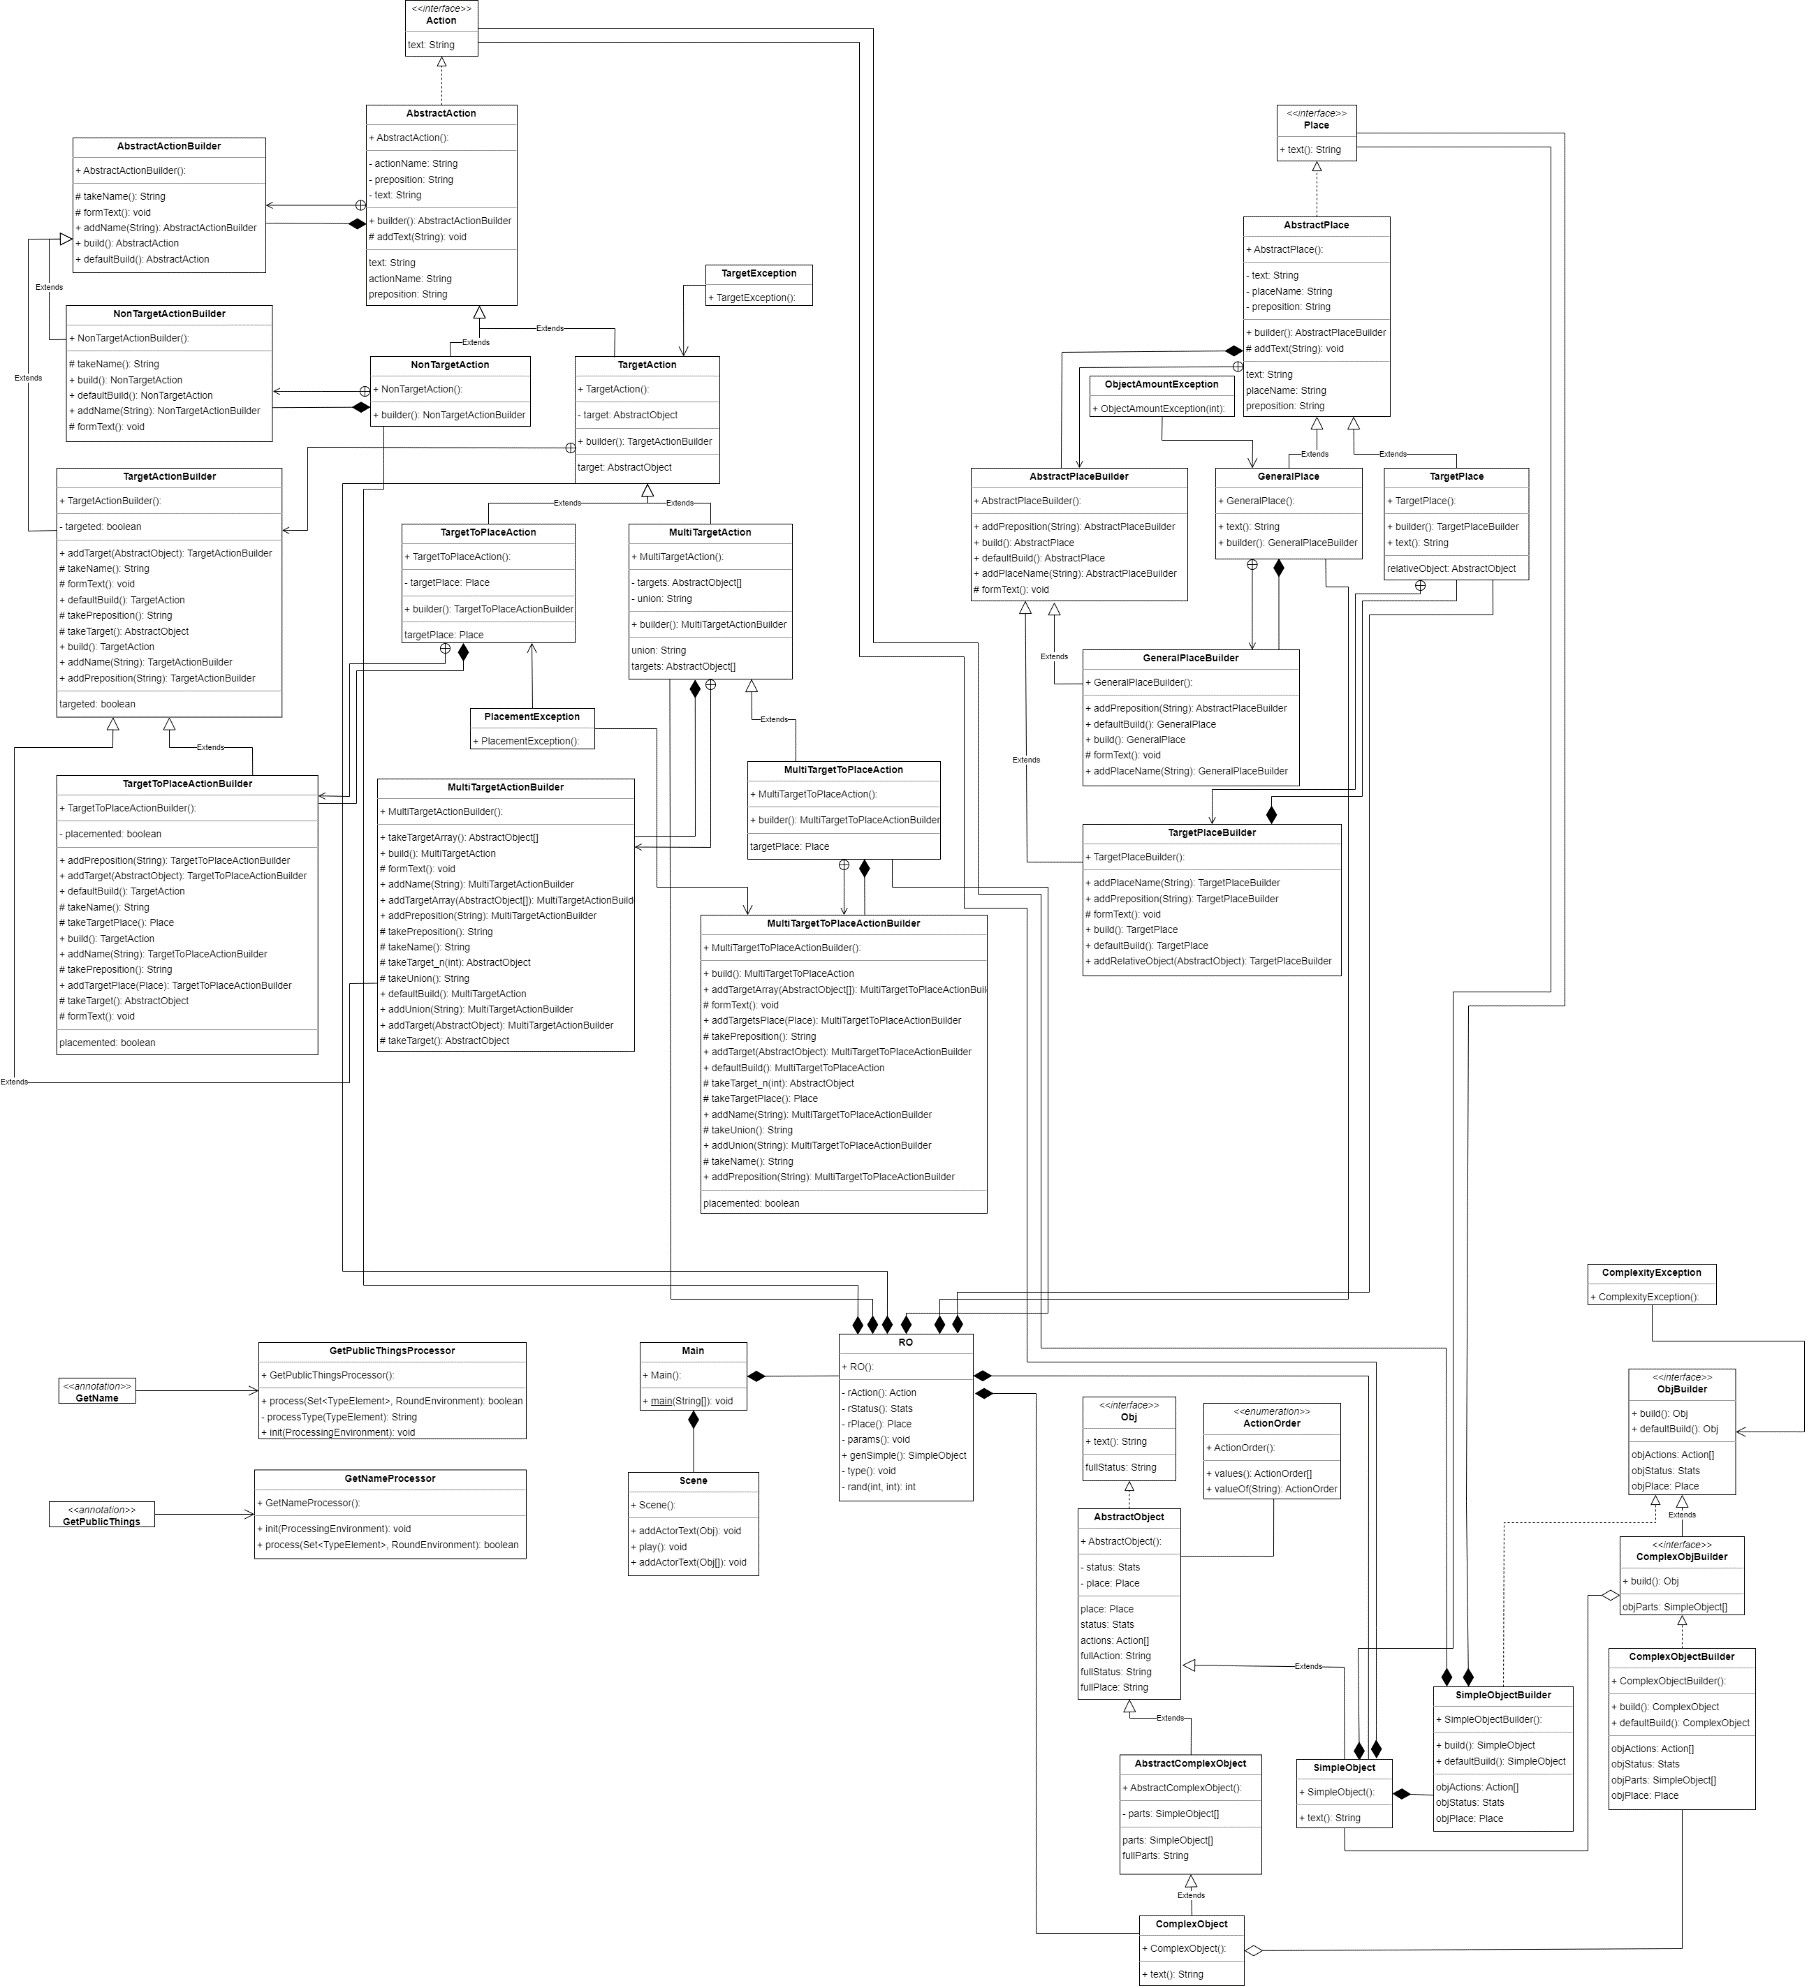 <<interface>>
Action
text: String
AbstractAction
+ AbstractAction():
- actionName: String
- preposition: String
- text: String
+ builder(): AbstractActionBuilder
# addText(String): void
text: String
actionName: String
preposition: String
AbstractActionBuilder
+ AbstractActionBuilder():
# takeName(): String
# formText(): void
+ addName(String): AbstractActionBuilder
+ build(): AbstractAction
+ defaultBuild(): AbstractAction
Extends
Extends
NonTargetActionBuilder
+ NonTargetActionBuilder():
# takeName(): String
+ build(): NonTargetAction
+ defaultBuild(): NonTargetAction
+ addName(String): NonTargetActionBuilder
# formText(): void
Extends
Extends
NonTargetAction
+ NonTargetAction():
+ builder(): NonTargetActionBuilder
TargetException
+ TargetException():
TargetAction
+ TargetAction():
- target: AbstractObject
+ builder(): TargetActionBuilder
target: AbstractObject
TargetActionBuilder
+ TargetActionBuilder():
- targeted: boolean
+ addTarget(AbstractObject): TargetActionBuilder
# takeName(): String
# formText(): void
+ defaultBuild(): TargetAction
# takePreposition(): String
# takeTarget(): AbstractObject
+ build(): TargetAction
+ addName(String): TargetActionBuilder
+ addPreposition(String): TargetActionBuilder
targeted: boolean
Extends
Extends
TargetToPlaceAction
+ TargetToPlaceAction():
- targetPlace: Place
+ builder(): TargetToPlaceActionBuilder
targetPlace: Place
MultiTargetAction
+ MultiTargetAction():
- targets: AbstractObject[]
- union: String
+ builder(): MultiTargetActionBuilder
union: String
targets: AbstractObject[]
PlacementException
+ PlacementException():
Extends
Extends
Extends
TargetToPlaceActionBuilder
+ TargetToPlaceActionBuilder():
- placemented: boolean
+ addPreposition(String): TargetToPlaceActionBuilder
+ addTarget(AbstractObject): TargetToPlaceActionBuilder
+ defaultBuild(): TargetAction
# takeName(): String
# takeTargetPlace(): Place
+ build(): TargetAction
+ addName(String): TargetToPlaceActionBuilder
# takePreposition(): String
+ addTargetPlace(Place): TargetToPlaceActionBuilder
# takeTarget(): AbstractObject
# formText(): void
placemented: boolean
MultiTargetActionBuilder
+ MultiTargetActionBuilder():
+ takeTargetArray(): AbstractObject[]
+ build(): MultiTargetAction
# formText(): void
+ addName(String): MultiTargetActionBuilder
+ addTargetArray(AbstractObject[]): MultiTargetActionBuild
+ addPreposition(String): MultiTargetActionBuilder
# takePreposition(): String
# takeName(): String
# takeTarget_n(int): AbstractObject
# takeUnion(): String
+ defaultBuild(): MultiTargetAction
+ addUnion(String): MultiTargetActionBuilder
+ addTarget(AbstractObject): MultiTargetActionBuilder
# takeTarget(): AbstractObject
MultiTargetToPlaceAction
+ MultiTargetToPlaceAction():
+ builder(): MultiTargetToPlaceActionBuilder
targetPlace: Place
MultiTargetToPlaceActionBuilder
+ MultiTargetToPlaceActionBuilder():
+ build(): MultiTargetToPlaceAction
+ addTargetArray(AbstractObject[]): MultiTargetToPlaceActionBuil
# formText(): void
+ addTargetsPlace(Place): MultiTargetToPlaceActionBuilder
# takePreposition(): String
+ addTarget(AbstractObject): MultiTargetToPlaceActionBuilder
+ defaultBuild(): MultiTargetToPlaceAction
# takeTarget_n(int): AbstractObject
# takeTargetPlace(): Place
+ addName(String): MultiTargetToPlaceActionBuilder
# takeUnion(): String
+ addUnion(String): MultiTargetToPlaceActionBuilder
# takeName(): String
+ addPreposition(String): MultiTargetToPlaceActionBuilder
placemented: boolean
<<interface>>
Place
+ text(): String
AbstractPlace
+ AbstractPlace():
- text: String
- placeName: String
- preposition: String
+ builder(): AbstractPlaceBuilder
# addText(String): void
text: String
placeName: String
preposition: String
ObjectAmountException
+ ObjectAmountException(int):
Extends
Extends
AbstractPlaceBuilder
+ AbstractPlaceBuilder():
+ addPreposition(String): AbstractPlaceBuilder
+ build(): AbstractPlace
+ defaultBuild(): AbstractPlace
+ addPlaceName(String): AbstractPlaceBuilder
# formText(): void
GeneralPlace
+ GeneralPlace():
+ text(): String
+ builder(): GeneralPlaceBuilder
TargetPlace
+ TargetPlace():
+ builder(): TargetPlaceBuilder
+ text(): String
relativeObject: AbstractObject
Extends
Extends
GeneralPlaceBuilder
+ GeneralPlaceBuilder():
+ addPreposition(String): AbstractPlaceBuilder
+ defaultBuild(): GeneralPlace
+ build(): GeneralPlace
# formText(): void
+ addPlaceName(String): GeneralPlaceBuilder
TargetPlaceBuilder
+ TargetPlaceBuilder():
+ addPlaceName(String): TargetPlaceBuilder
+ addPreposition(String): TargetPlaceBuilder
# formText(): void
+ build(): TargetPlace
+ defaultBuild(): TargetPlace
+ addRelativeObject(AbstractObject): TargetPlaceBuilder
<<annotation>>
GetName
GetPublicThingsProcessor
+ GetPublicThingsProcessor():
+ process(Set<TypeElement>, RoundEnvironment): boolean
- processType(TypeElement): String
+ init(ProcessingEnvironment): void
<<annotation>>
GetPublicThings
GetNameProcessor
+ GetNameProcessor():
+ init(ProcessingEnvironment): void
+ process(Set<TypeElement>, RoundEnvironment): boolean
Main
+ Main():
+ main(String[]): void
Scene
+ Scene():
+ addActorText(Obj): void
+ play(): void
+ addActorText(Obj[]): void
RO
+ RO():
- rAction(): Action
- rStatus(): Stats
- rPlace(): Place
- params(): void
+ genSimple(): SimpleObject
- type(): void
- rand(int, int): int
<<interface>>
Obj
+ text(): String
fullStatus: String
<<enumeration>>
ActionOrder
+ ActionOrder():
+ values(): ActionOrder[]
+ valueOf(String): ActionOrder
AbstractObject
+ AbstractObject():
- status: Stats
- place: Place
place: Place
status: Stats
actions: Action[]
fullAction: String
fullStatus: String
fullPlace: String
Extends
Extends
AbstractComplexObject
+ AbstractComplexObject():
- parts: SimpleObject[]
parts: SimpleObject[]
fullParts: String
Extends
ComplexObject
+ ComplexObject():
+ text(): String
SimpleObject
+ SimpleObject():
+ text(): String
ComplexityException
+ ComplexityException():
<<interface>>
ObjBuilder
+ build(): Obj
+ defaultBuild(): Obj
objActions: Action[]
objStatus: Stats
objPlace: Place
Extends
<<interface>>
ComplexObjBuilder
+ build(): Obj
objParts: SimpleObject[]
SimpleObjectBuilder
+ SimpleObjectBuilder():
+ build(): SimpleObject
+ defaultBuild(): SimpleObject
objActions: Action[]
objStatus: Stats
objPlace: Place
ComplexObjectBuilder
+ ComplexObjectBuilder():
+ build(): ComplexObject
+ defaultBuild(): ComplexObject
objActions: Action[]
objStatus: Stats
objParts: SimpleObject[]
objPlace: Place